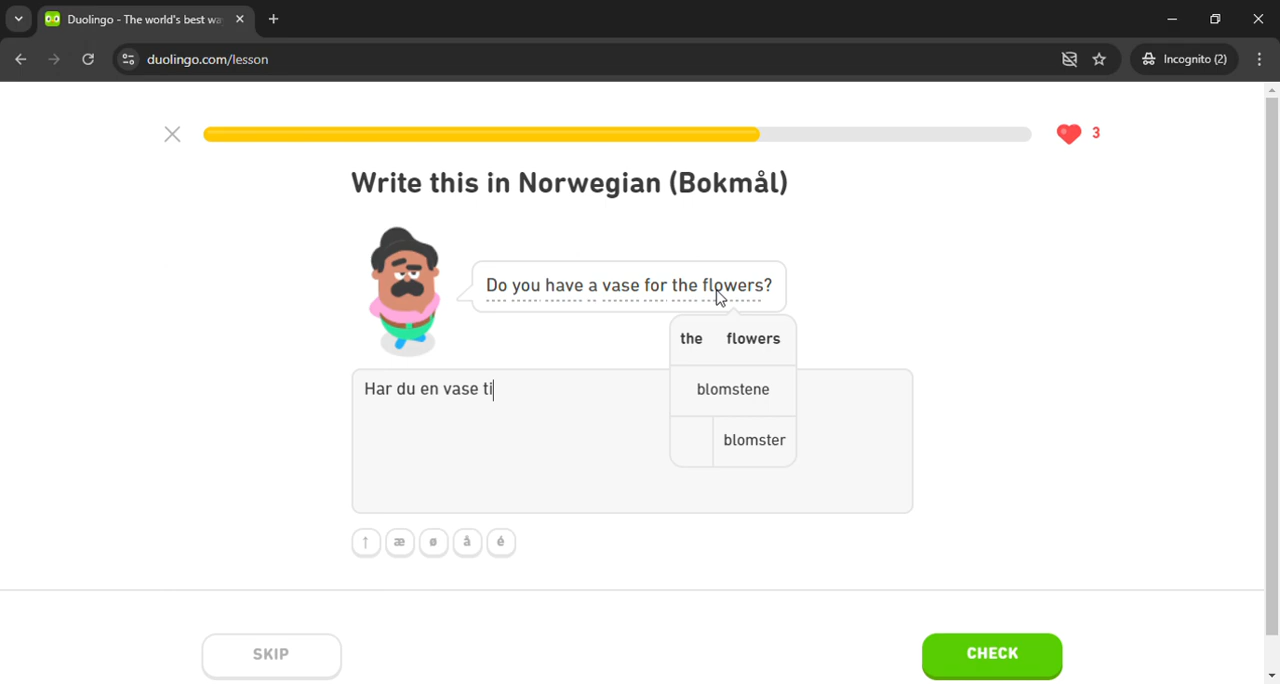 Duolingo - The world's best wa
duolingo.com/lesson
Incognito (2)
3
Write this in Norwegian (Bokmål)
Do you have a vase for the flowers?
the flowers
blomstene
blomster
Har du en vase ti
↑ æ ø å é
SKIP
CHECK